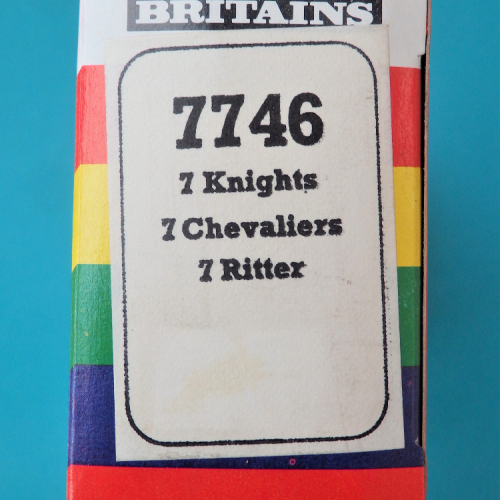 BRITAINS
7746
7 Knights
7 Chevaliers
7 Ritter